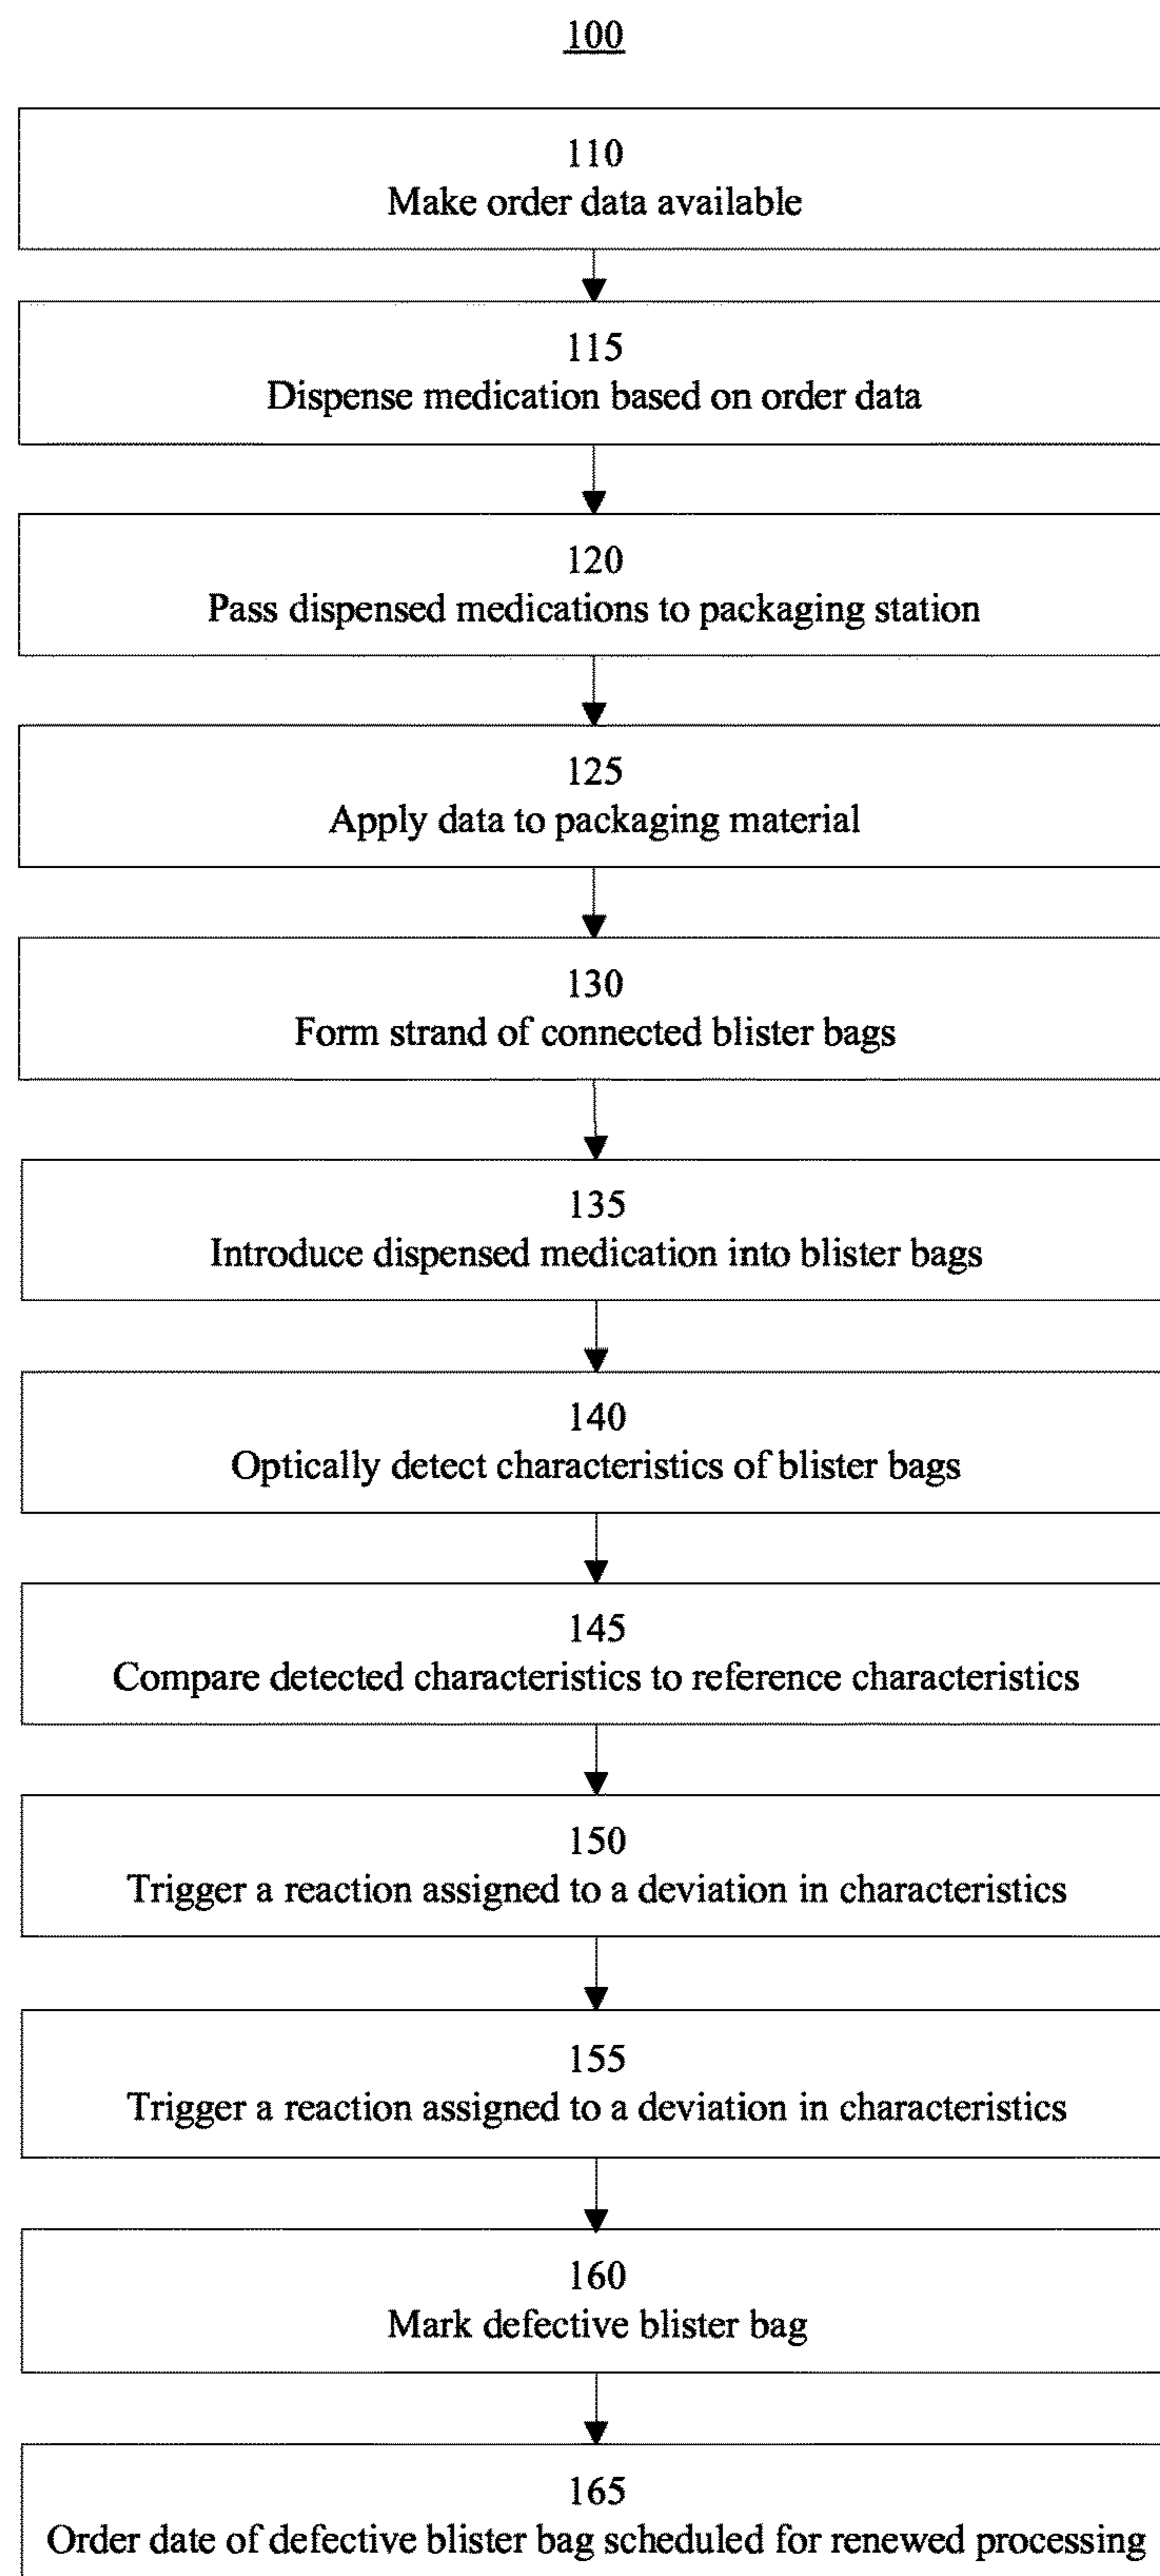 100
110
Make order data available
115
Dispense medication based on order data
120
Pass dispensed medications to packaging station
125
Apply data to packaging material
130
Form strand of connected blister bags
135
Introduce dispensed medication into blister bags
140
Optically detect characteristics of blister bags
145
Compare detected characteristics to reference characteristics
150
Trigger a reaction assigned to a deviation in characteristics
155
Trigger a reaction assigned to a deviation in characteristics
160
Mark defective blister bag
165
Order date of defective blister bag scheduled for renewed processing